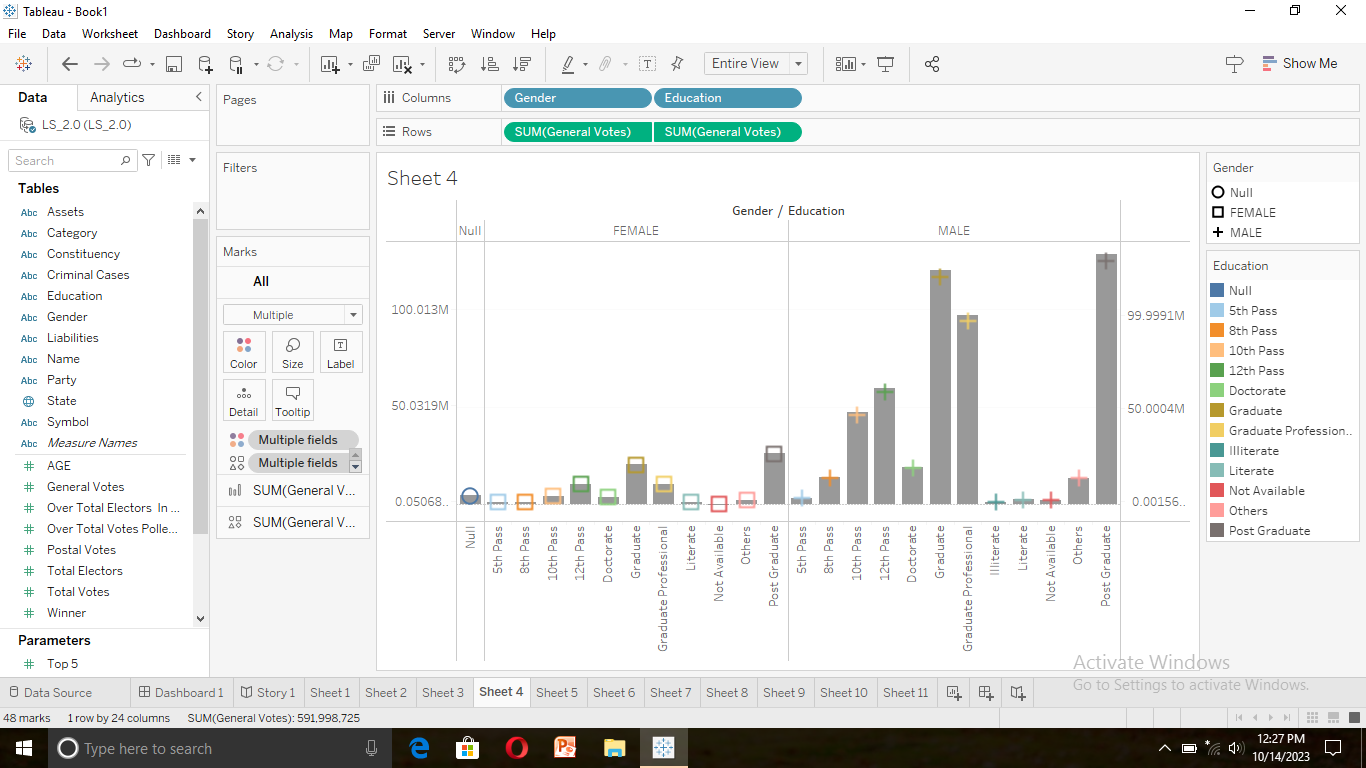 Tableau - Book1
File Data Worksheet Dashboard Story Analysis Map Format Server Window Help
Entire View
Show Me
Data Analytics
LS_2.0 (LS_2.0)
Search
Tables
Abc Assets
Abc Category
Abc Constituency
Abc Criminal Cases
Abc Education
Abc Gender
Abc Liabilities
Abc Name
Abc Party
State
Abc Symbol
Abc Measure Names
# AGE
# General Votes
# Over Total Electors In ...
# Over Total Votes Polle...
# Postal Votes
# Total Electors
# Total Votes
# Winner
Parameters
# Top 5
Pages
Filters
Marks
All
Multiple
Color Size Label
Detail Tooltip
Multiple fields
Multiple fields
SUM(General V...
SUM(General V...
Columns Gender Education
Rows SUM(General Votes) SUM(General Votes)
Sheet 4
Gender / Education
Null FEMALE MALE
100.013M
50.0319M
0.05068..
99.9991M
50.0004M
0.00156..
Null
5th Pass
8th Pass
10th Pass
12th Pass
Doctorate
Graduate
Graduate Professional
Literate
Not Available
Others
Post Graduate
5th Pass
8th Pass
10th Pass
12th Pass
Doctorate
Graduate
Graduate Professional
Illiterate
Literate
Not Available
Others
Post Graduate
Gender
Null
FEMALE
MALE
Education
Null
5th Pass
8th Pass
10th Pass
12th Pass
Doctorate
Graduate
Graduate Profession..
Illiterate
Literate
Not Available
Others
Post Graduate
Activate Windows
Go to Settings to activate Windows.
Data Source Dashboard 1 Story 1 Sheet 1 Sheet 2 Sheet 3 Sheet 4 Sheet 5 Sheet 6 Sheet 7 Sheet 8 Sheet 9 Sheet 10 Sheet 11
48 marks 1 row by 24 columns SUM(General Votes): 591,998,725
Type here to search
12:27 PM
10/14/2023